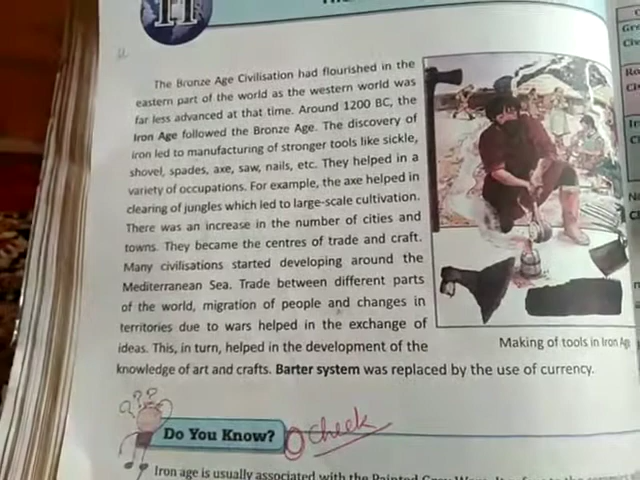 11
The Bronze Age Civilisation had flourished in the
eastern part of the world as the western world was
far less advanced at that time. Around 1200 BC, the
Iron Age followed the Bronze Age. The discovery of
iron led to manufacturing of stronger tools like sickle,
shovel, spades, axe, saw, nails, etc. They helped in a
variety of occupations. For example, the axe helped in
clearing of jungles which led to large-scale cultivation.
There was an increase in the number of cities and
towns. They became the centres of trade and craft.
Many civilisations started developing around the
Mediterranean Sea. Trade between different parts
of the world, migration of people and changes in
territories due to wars helped in the exchange of
ideas. This, in turn, helped in the development of the
knowledge of art and crafts. Barter system was replaced by the use of currency.
Making of tools in Iron Age
???
Do You Know?
check
Iron age is usually associated with the Painted